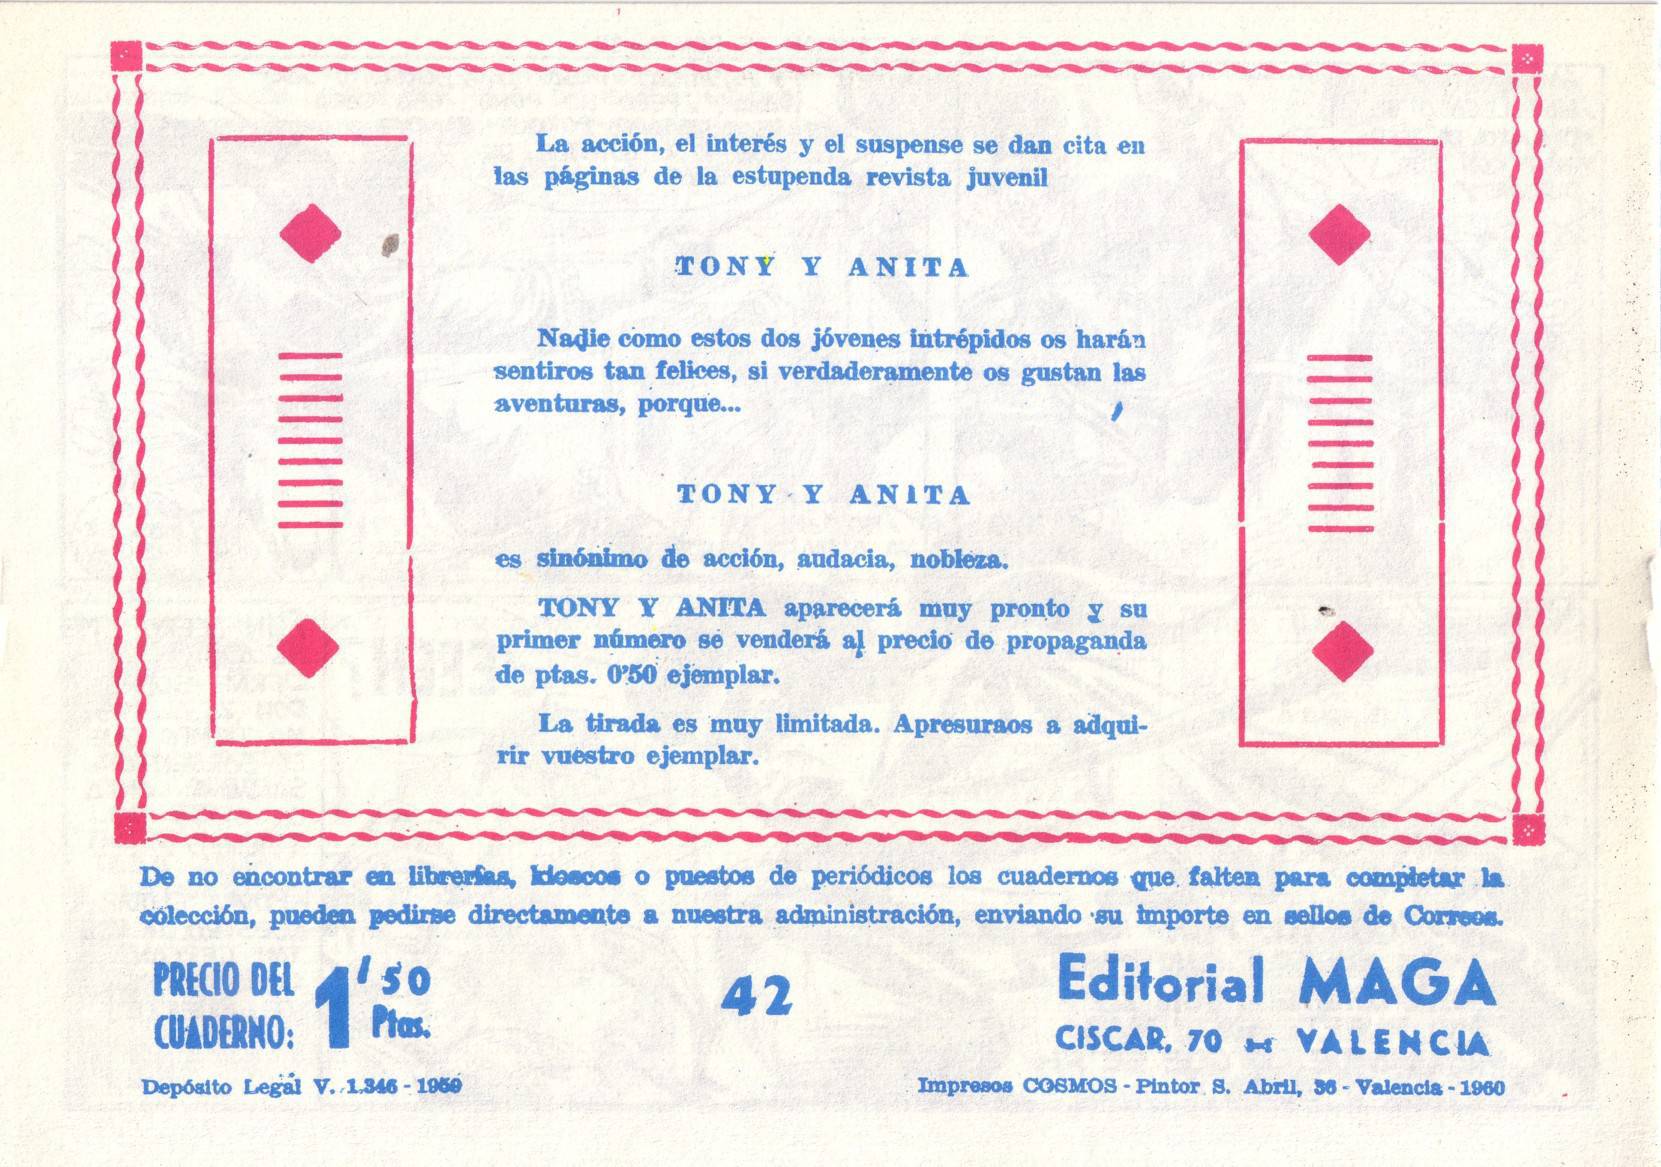 La acción, el interés y el suspense se dan cita en
las páginas de la estupenda revista juvenil
TONY Y ANITA
Nadie como estos dos jóvenes intrépidos os harán
sentiros tan felices, si verdaderamente os gustan las
aventuras, porque...
TONY Y ANITA
es sinónimo de acción, audacia, nobleza.
TONY Y ANITA aparecerá muy pronto y su
primer número se venderá al precio de propaganda
de ptas. 0'50 ejemplar.
La tirada es muy limitada. Apresuraos a adqui-
rir vuestro ejemplar.
De no encontrar en librerías, kioscos o puestos de periódicos los cuadernos que falten para completar la
colección, pueden pedirse directamente a nuestra administración, enviando su importe en sellos de Correos.
PRECIO DEL
CUADERNO: 1'50 Ptas.
42
Editorial MAGA
CISCAR, 70 - VALENCIA
Depósito Legal V. 1.346 - 1959
Impresos COSMOS - Pintor S. Abril, 36 - Valencia - 1960